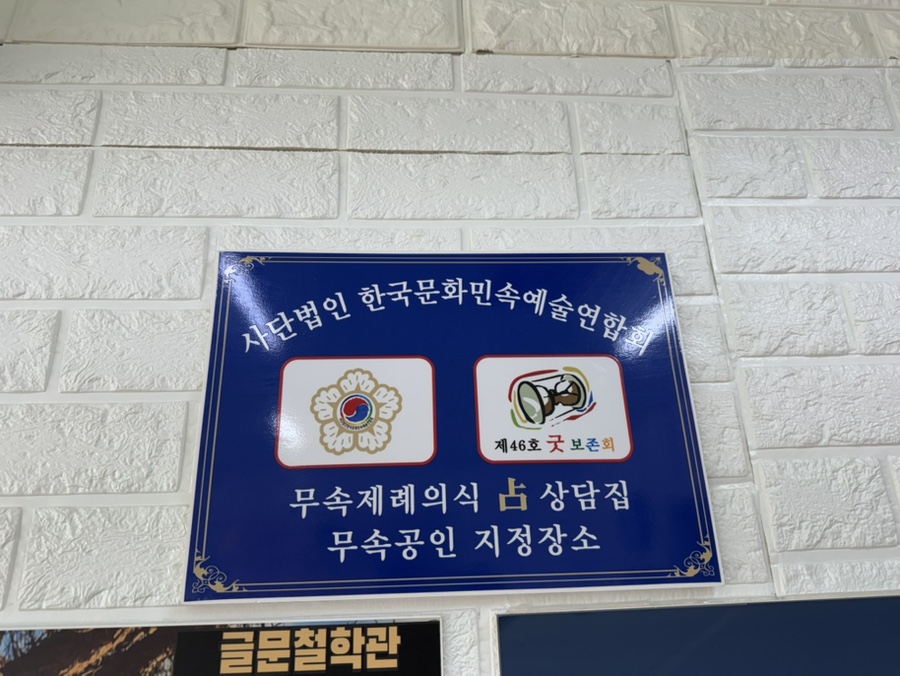 사단법인 한국문화민속예술연합회
제46호 굿 보존회
무속제례의식 占 상담집
무속공인 지정장소
글문철학관